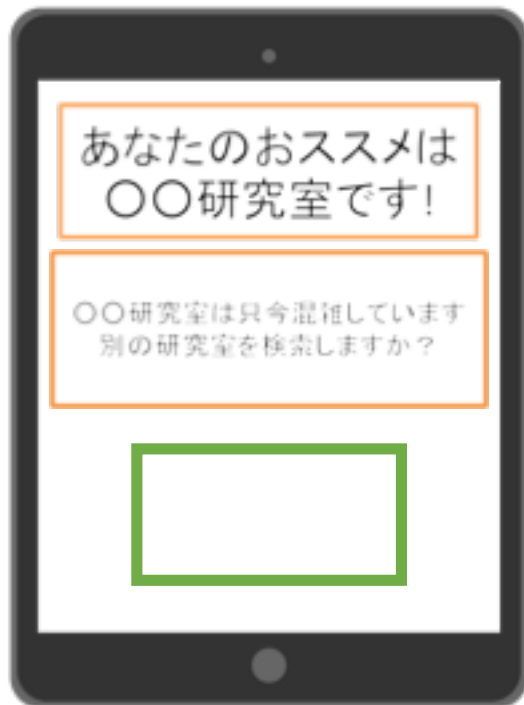 あなたのおススメは
〇〇研究室です!
〇〇研究室は只今混雑しています
別の研究室を検索しますか？